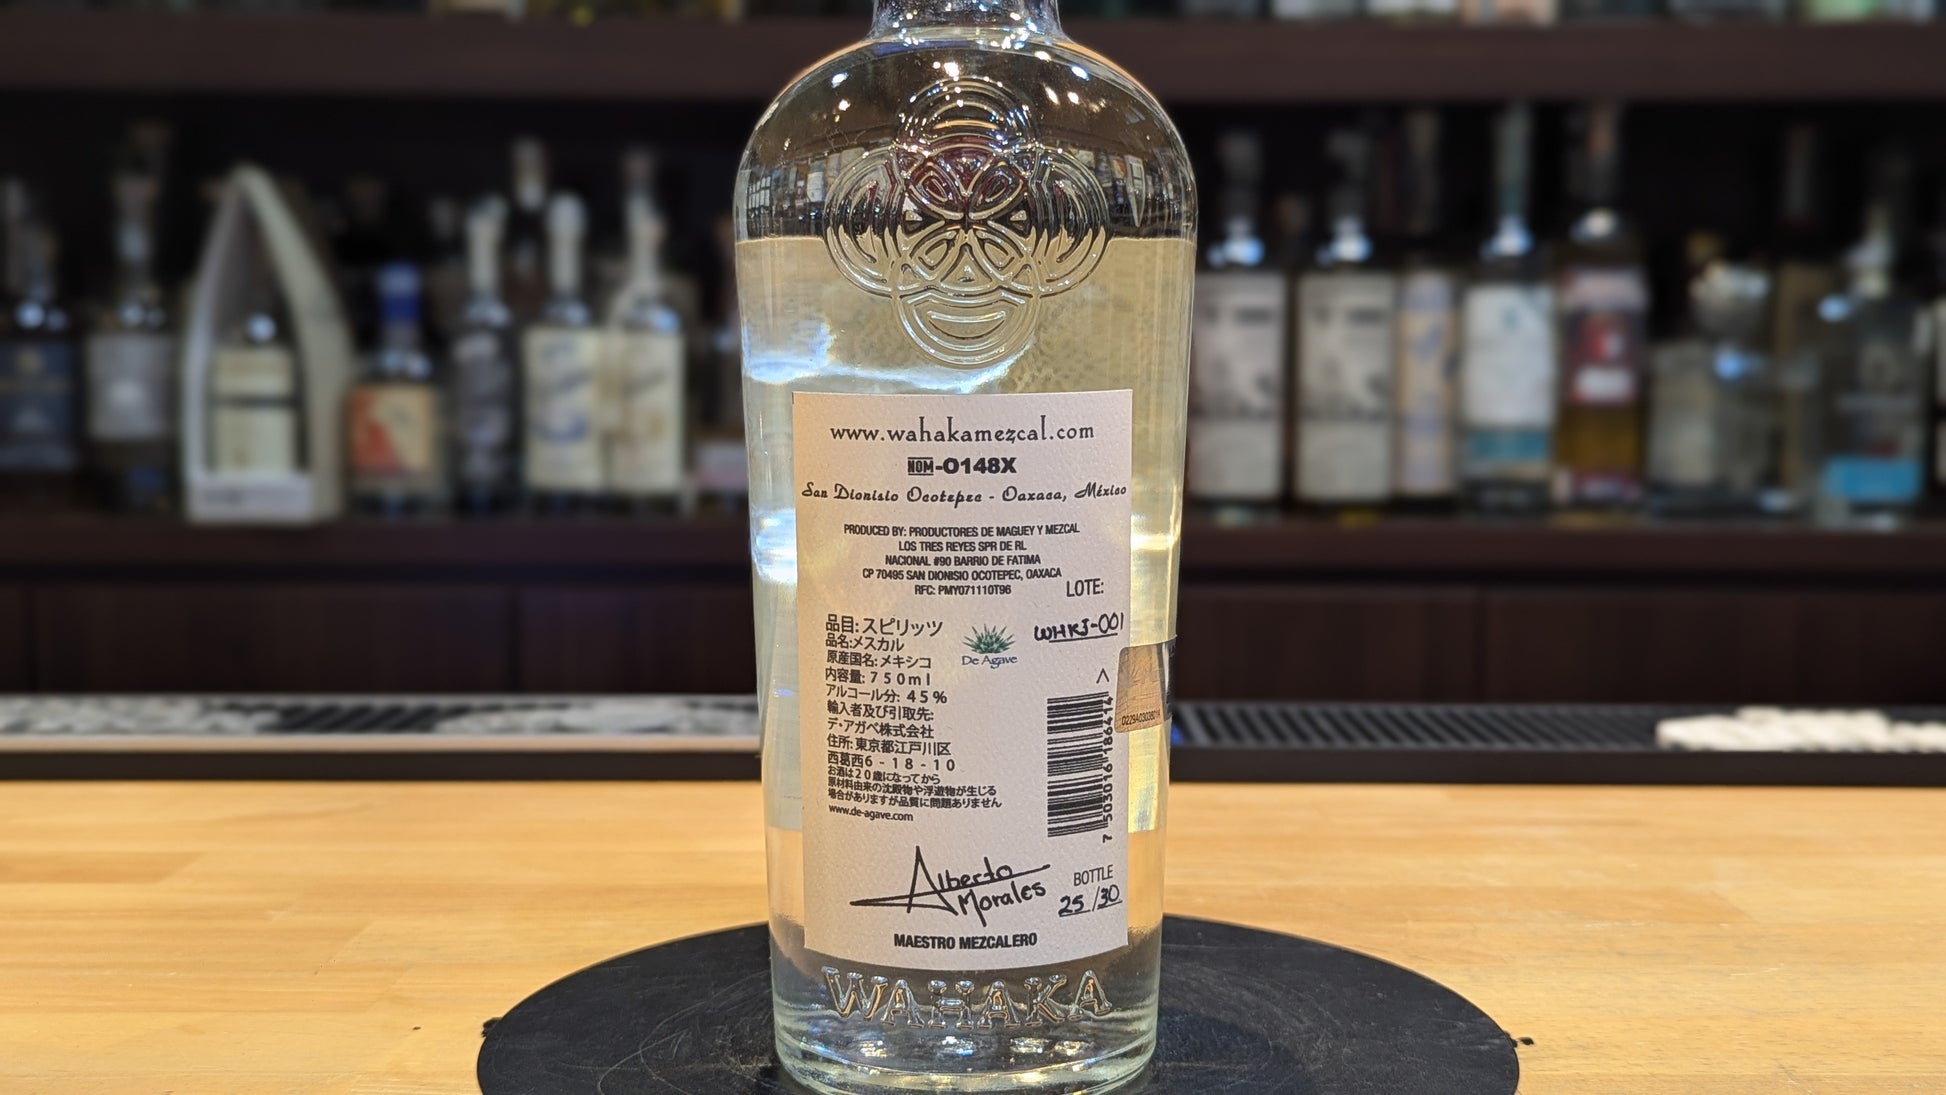 www.wahakamezcal.com
NOM-O148X
San Dionisio Ocotepec - Oaxaca, México
PRODUCED BY: PRODUCTORES DE MAGUEY Y MEZCAL
LOS TRES REYES SPR DE RL
NACIONAL #90 BARRIO DE FATIMA
CP 70495 SAN DIONISIO OCOTEPEC, OAXACA
RFC: PMY071110T96
LOTE:
WHKJ-001
品目: スピリッツ
品名:メスカル
原産国名: メキシコ
内容量: 750ml
アルコール分: 45%
輸入者及び引取先:
デ・アガベ株式会社
住所: 東京都江戸川区
西葛西6-18-10
お酒は20歳になってから
原材料由来の沈殿物や浮遊物が生じる
場合がありますが品質に問題ありません
www.de-agave.com
De Agave
7 503016 186414 >
Alberto
Morales
MAESTRO MEZCALERO
BOTTLE
25/30
WAHAKA